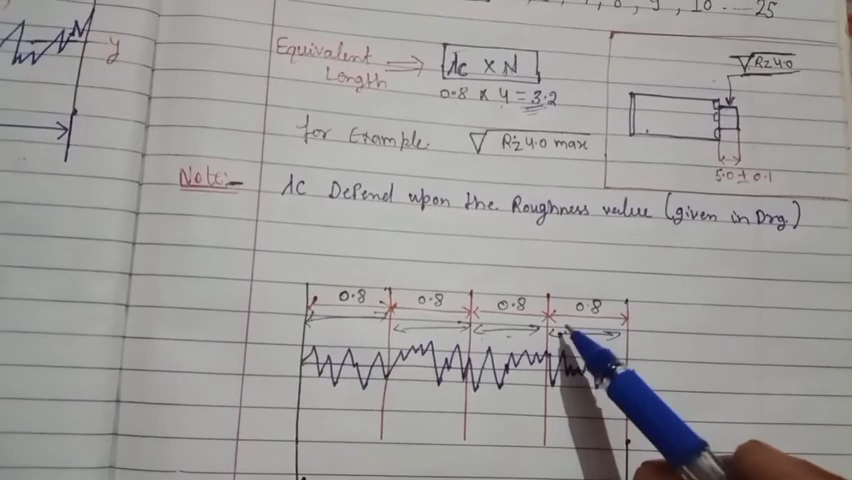 8, 9, 10 --- 25
Equivalent Length ⇒ λc × N
0.8 × 4 = 3.2
√Rz 4.0
for Example. √Rz 4.0 max
5.0 ± 0.1
y
Note:- λc Depend upon the Roughness value (given in Drg.)
0.8 0.8 0.8 0.8